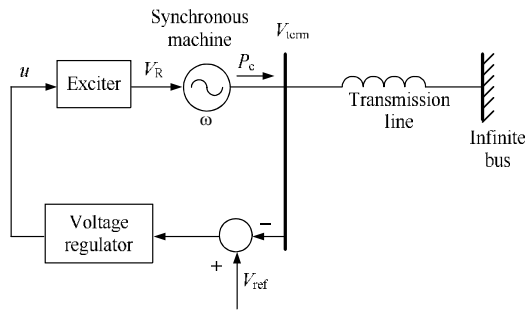 Synchronous
machine
V_term
u
Exciter
V_R
P_e
ω
Transmission
line
Infinite
bus
Voltage
regulator
−
+
V_ref